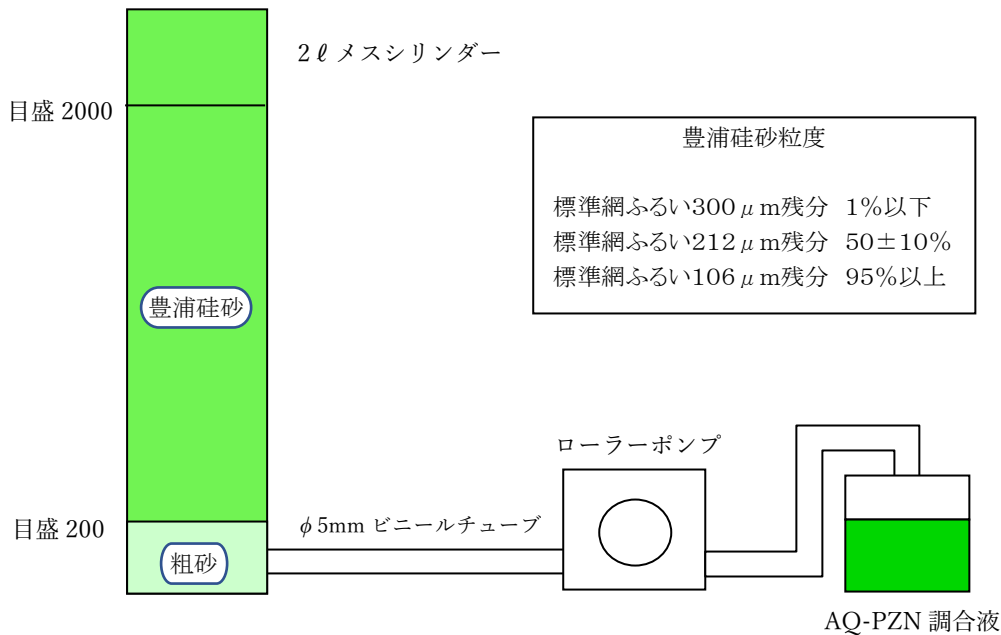 2ℓメスシリンダー
目盛 2000
豊浦硅砂粒度
標準網ふるい300μm残分 1%以下
標準網ふるい212μm残分 50±10%
標準網ふるい106μm残分 95%以上
豊浦硅砂
ローラーポンプ
目盛 200
φ5mm ビニールチューブ
粗砂
AQ-PZN 調合液